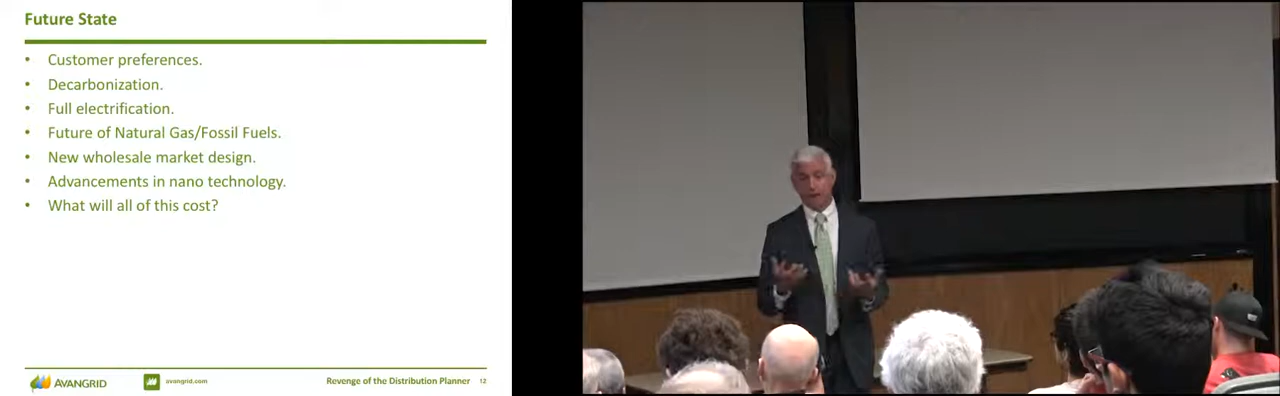 Future State
• Customer preferences.
• Decarbonization.
• Full electrification.
• Future of Natural Gas/Fossil Fuels.
• New wholesale market design.
• Advancements in nano technology.
• What will all of this cost?
AVANGRID
avangrid.com
Revenge of the Distribution Planner 12